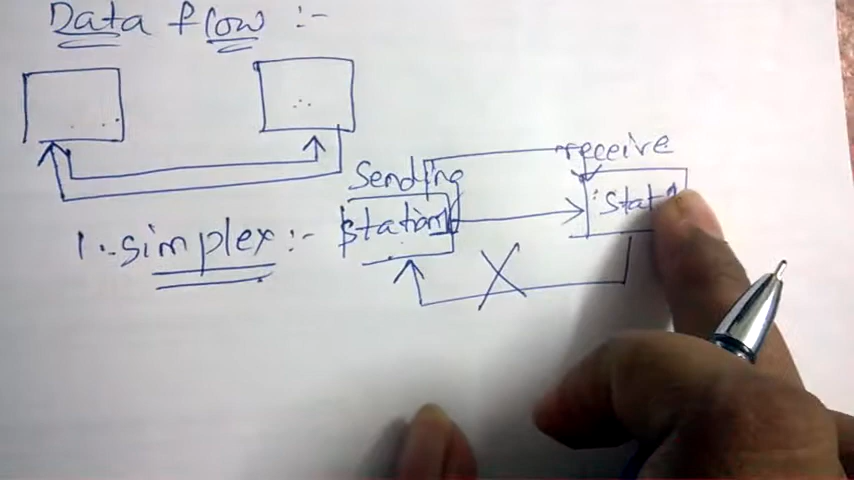 Data flow :-
Sending
receive
1:- simplex :-
station
stat